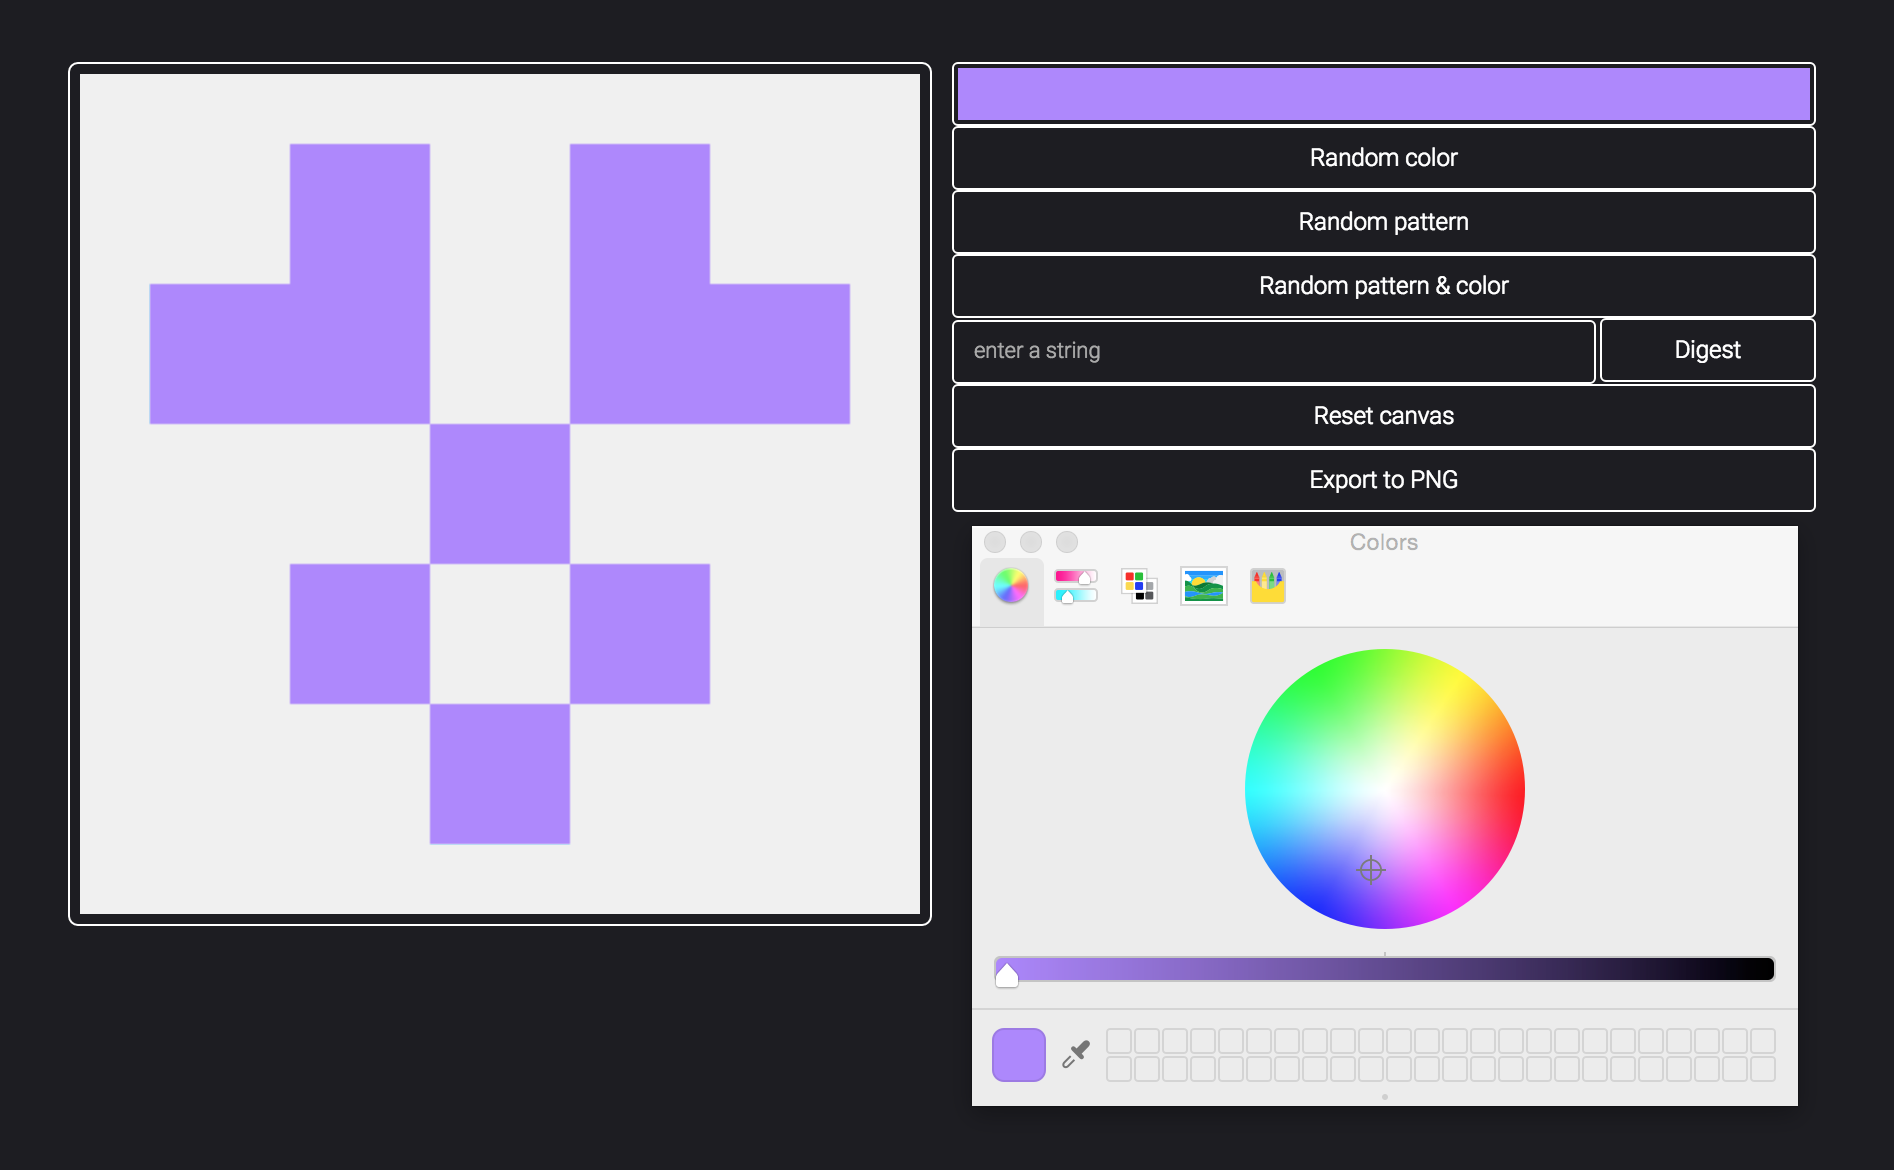 Random color
Random pattern
Random pattern & color
enter a string
Digest
Reset canvas
Export to PNG
Colors